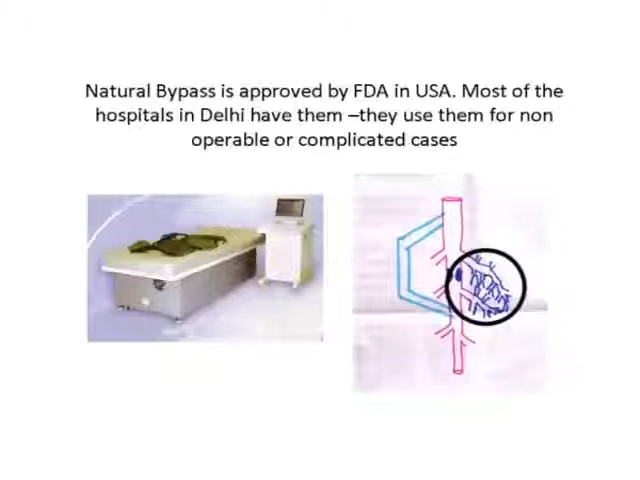 Natural Bypass is approved by FDA in USA. Most of the
hospitals in Delhi have them –they use them for non
operable or complicated cases